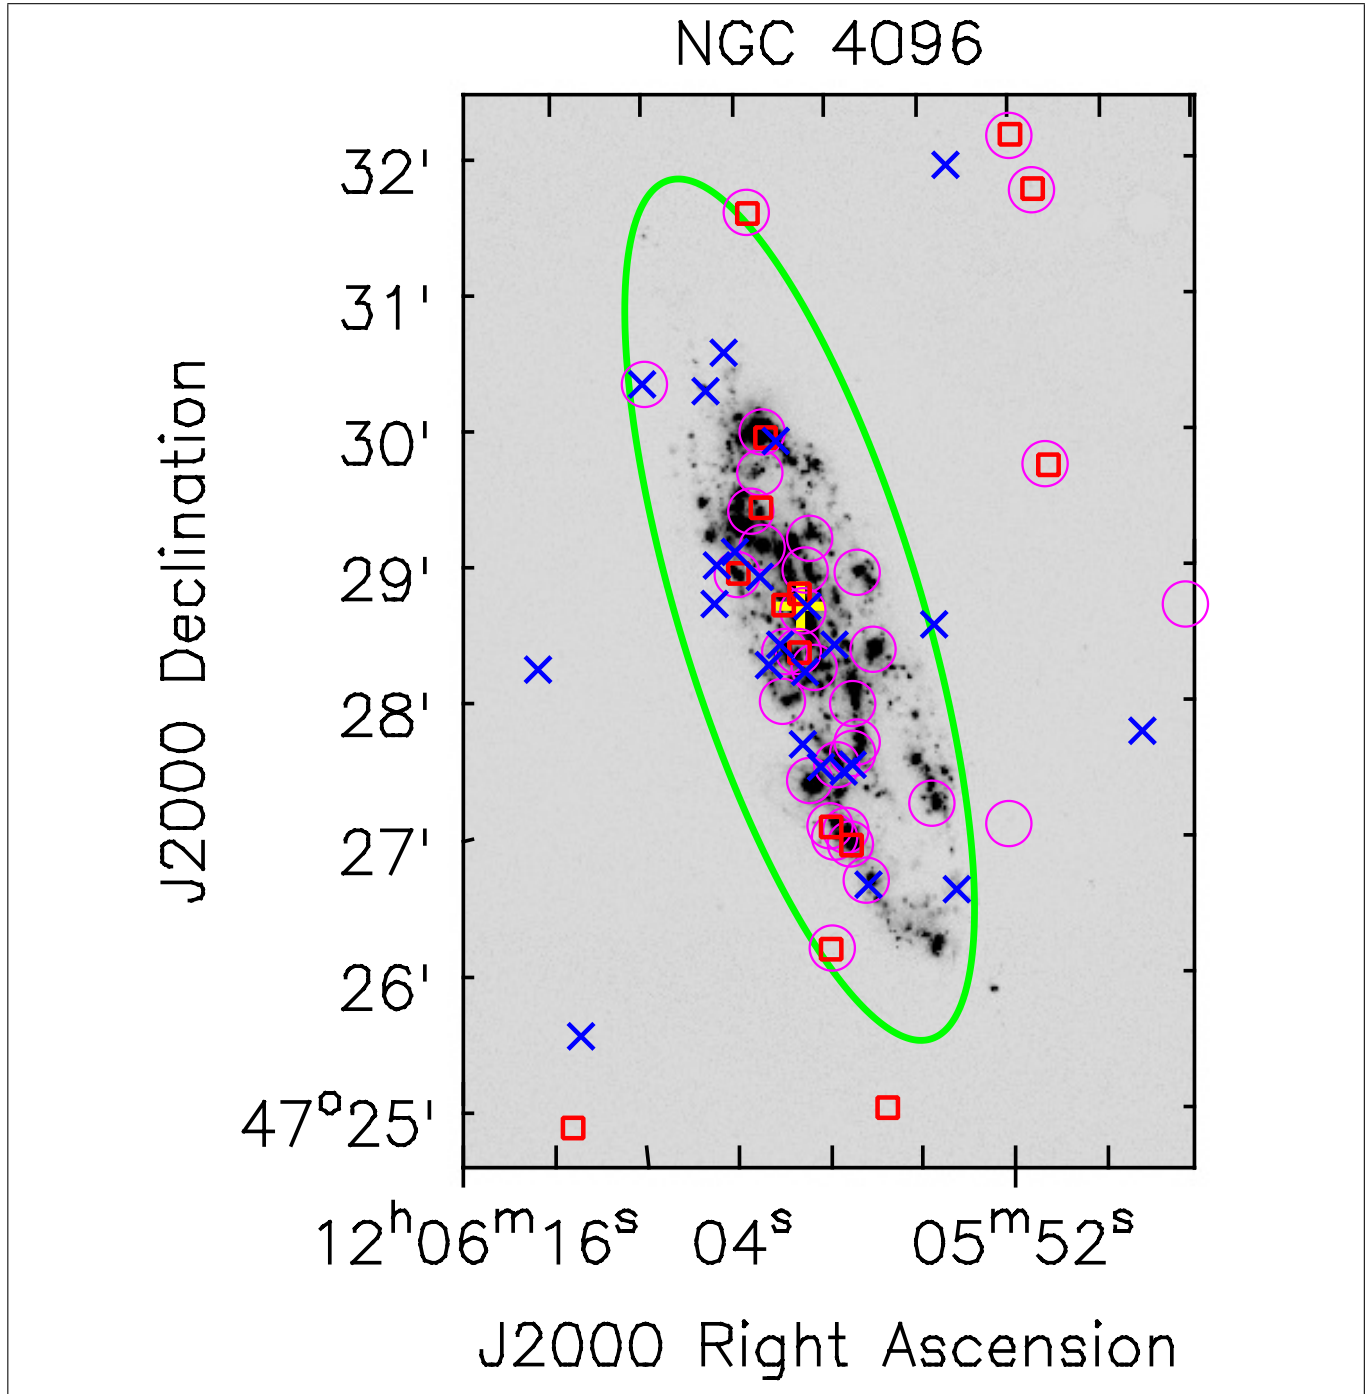 NGC 4096
32'
31'
30'
29'
28'
27'
26'
47°25'
J2000 Declination
12ʰ06ᵐ16ˢ 04ˢ 05ᵐ52ˢ
J2000 Right Ascension